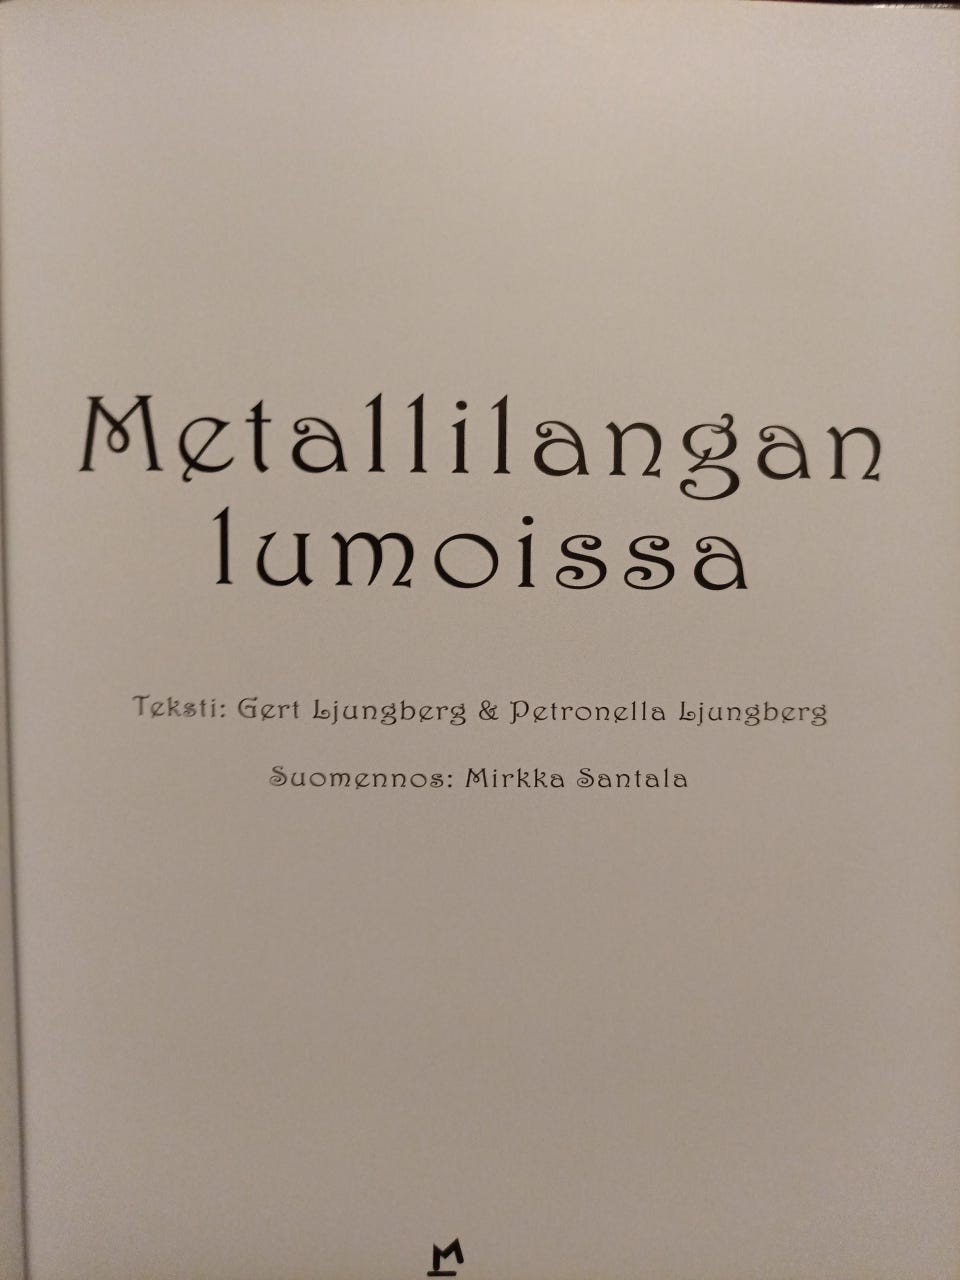 Metallilangan
lumoissa
Teksti: Gert Ljungberg & Petronella Ljungberg
Suomennos: Mirkka Santala
M